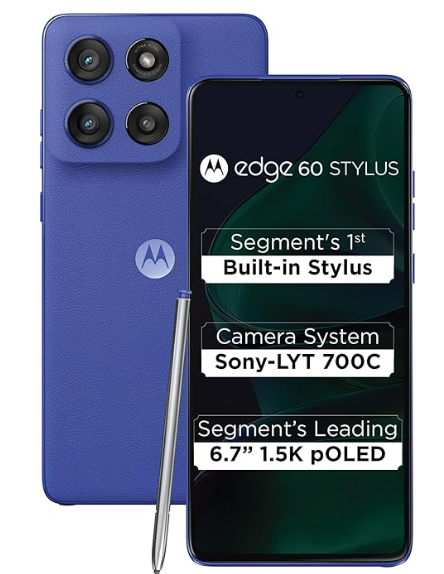 edge 60 STYLUS
Segment's 1st
Built-in Stylus
Camera System
Sony-LYT 700C
Segment's Leading
6.7" 1.5K pOLED